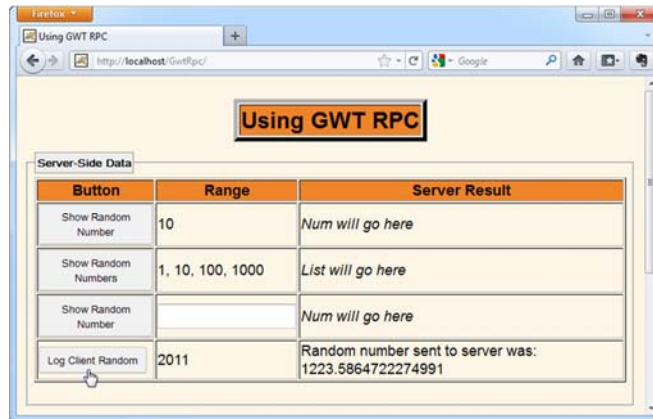 Firefox
Using GWT RPC
http://localhost/GwtRpc/
Google
Using GWT RPC
Server-Side Data
Button Range Server Result
Show Random
Number
10
Num will go here
Show Random
Numbers
1, 10, 100, 1000
List will go here
Show Random
Number
Num will go here
Log Client Random
2011
Random number sent to server was:
1223.5864722274991